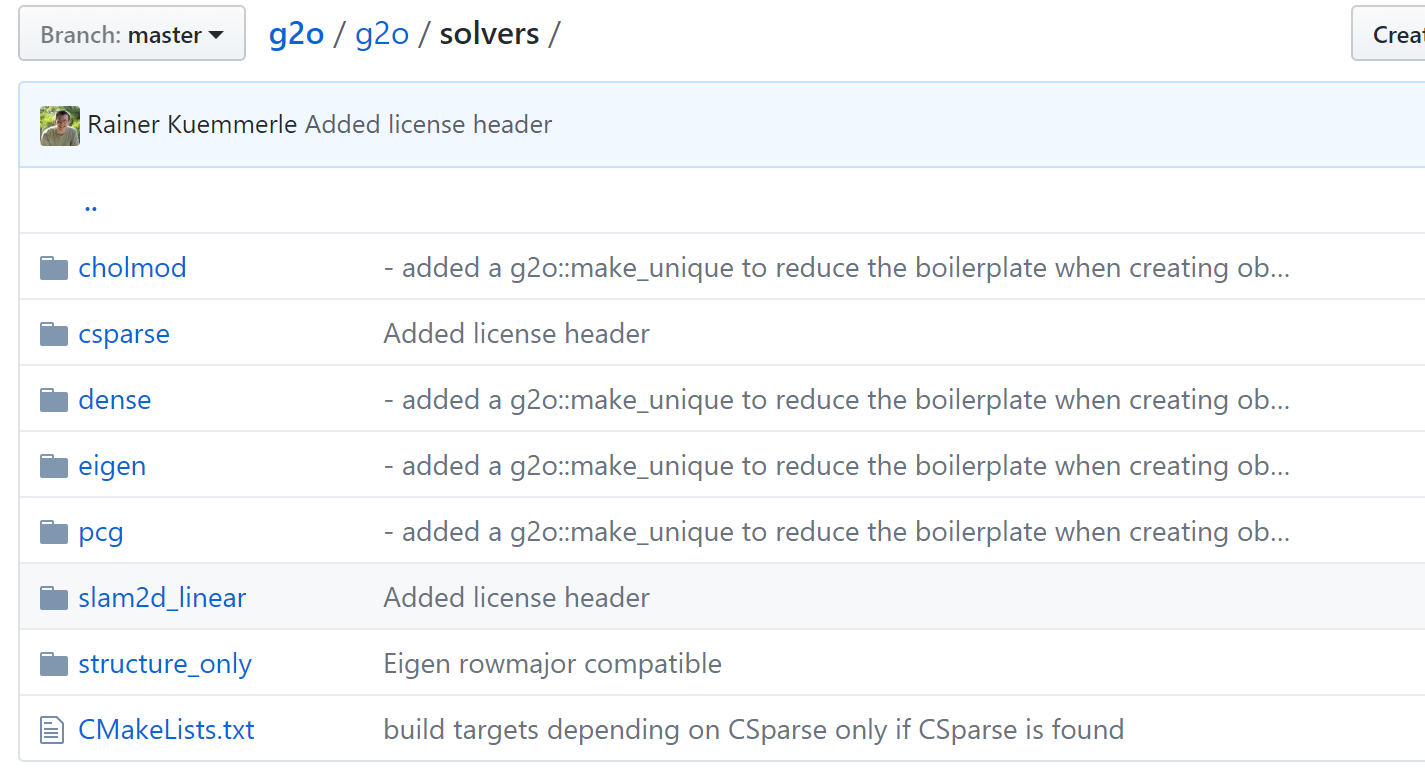 Branch: master g2o / g2o / solvers / Creat
Rainer Kuemmerle Added license header
..
cholmod - added a g2o::make_unique to reduce the boilerplate when creating ob...
csparse Added license header
dense - added a g2o::make_unique to reduce the boilerplate when creating ob...
eigen - added a g2o::make_unique to reduce the boilerplate when creating ob...
pcg - added a g2o::make_unique to reduce the boilerplate when creating ob...
slam2d_linear Added license header
structure_only Eigen rowmajor compatible
CMakeLists.txt build targets depending on CSparse only if CSparse is found